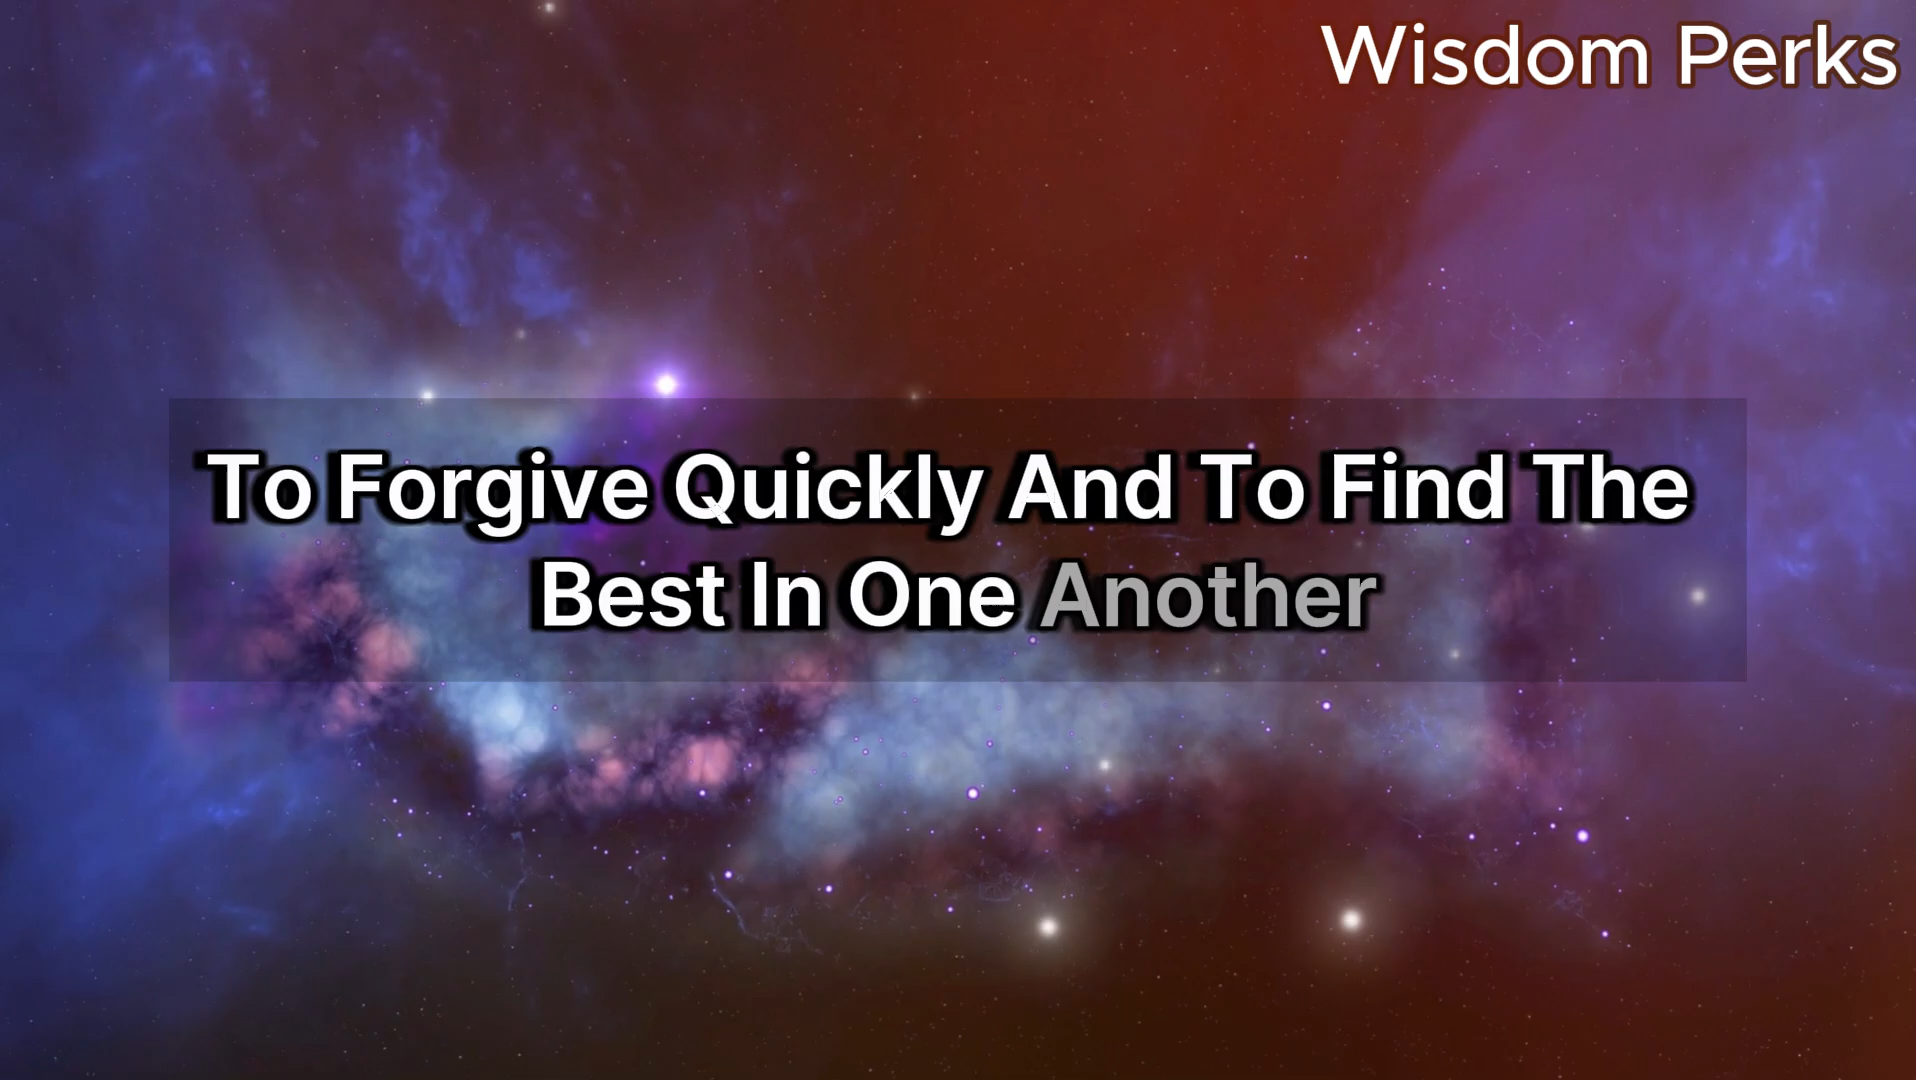 Wisdom Perks
To Forgive Quickly And To Find The
Best In One Another